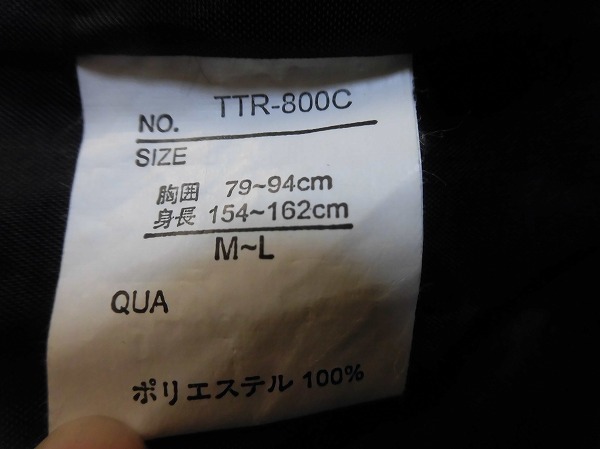 NO. TTR-800C
SIZE
胸囲 79~94cm
身長 154~162cm
M~L
QUA
ポリエステル 100%